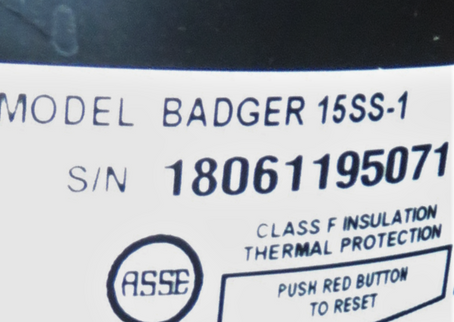 MODEL BADGER 15SS-1
S/N 18061195071
CLASS F INSULATION
THERMAL PROTECTION
ASSE
PUSH RED BUTTON
TO RESET